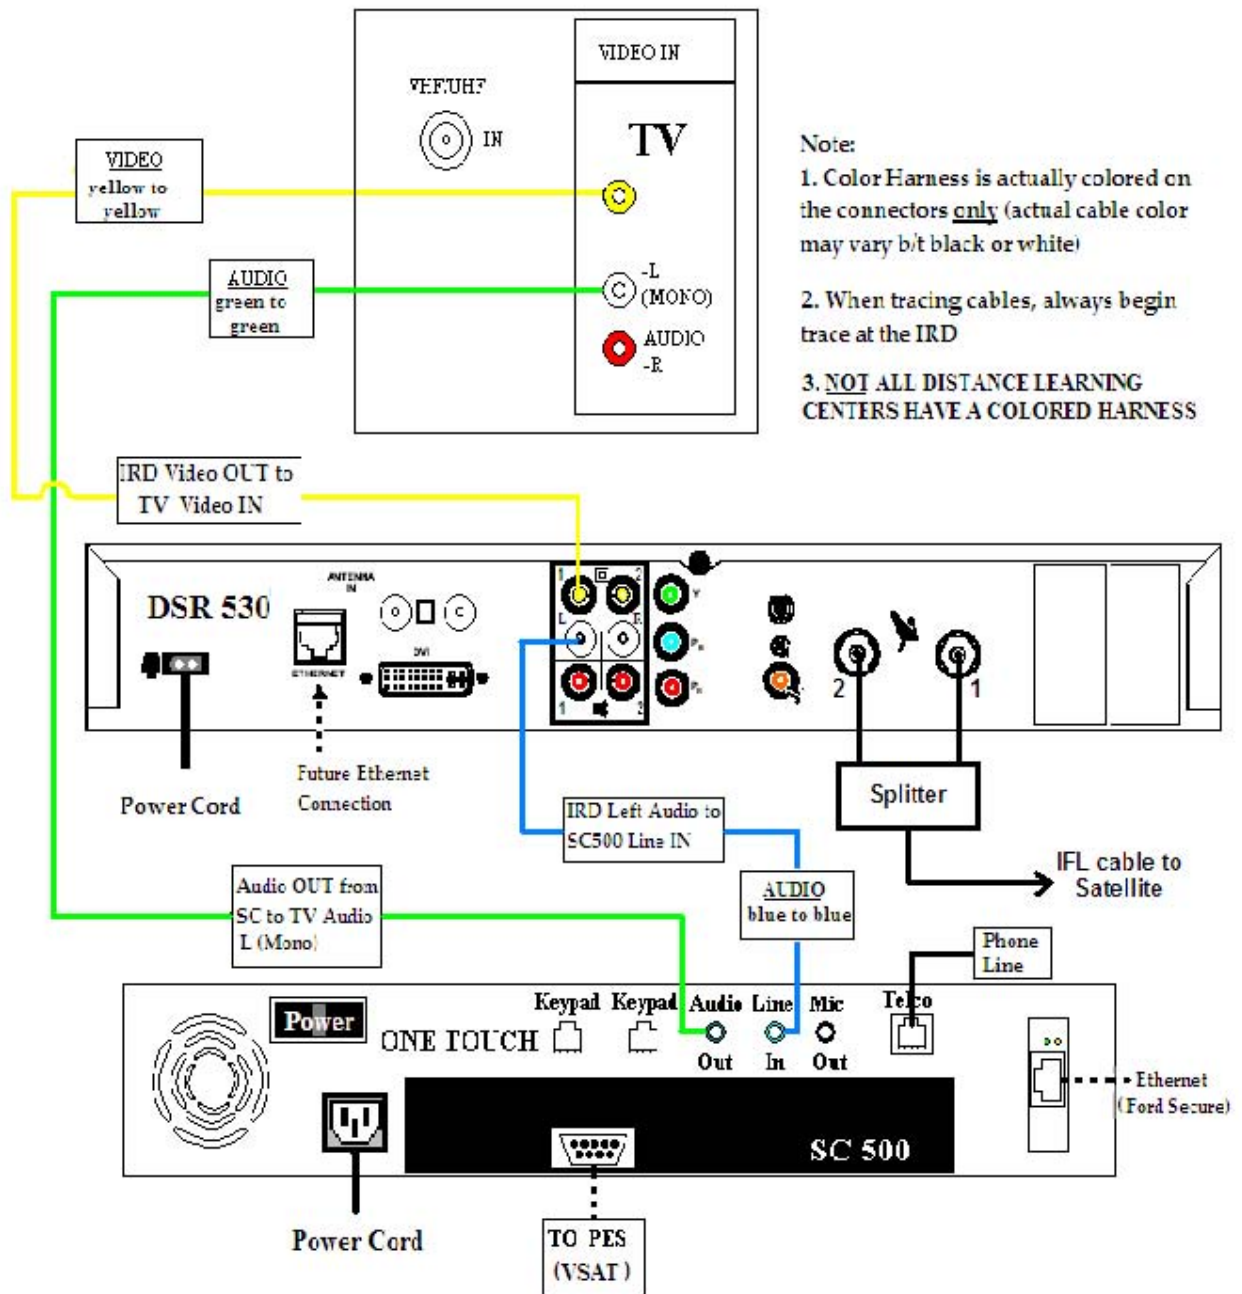 VIDEO IN
VHF/UHF
IN
TV
VIDEO
yellow to
yellow
AUDIO
green to
green
-L
(MONO)
AUDIO
-R
Note:
1. Color Harness is actually colored on
the connectors only (actual cable color
may vary b/t black or white)
2. When tracing cables, always begin
trace at the IRD
3. NOT ALL DISTANCE LEARNING
CENTERS HAVE A COLORED HARNESS
IRD Video OUT to
TV Video IN
DSR 530
ANTENNA
IN
ETHERNET
DVI
1
2
L
R
1
2
Y
P
P
2
1
Power Cord
Future Ethernet
Connection
Splitter
IRD Left Audio to
SC500 Line IN
IFL cable to
Satellite
AUDIO
blue to blue
Audio OUT from
SC to TV Audio
L (Mono)
Phone
Line
Power
ONE TOUCH
Keypad
Keypad
Audio
Out
Line
In
Mic
Out
Telco
Ethernet
(Ford Secure)
SC 500
Power Cord
TO PES
(VSAT)